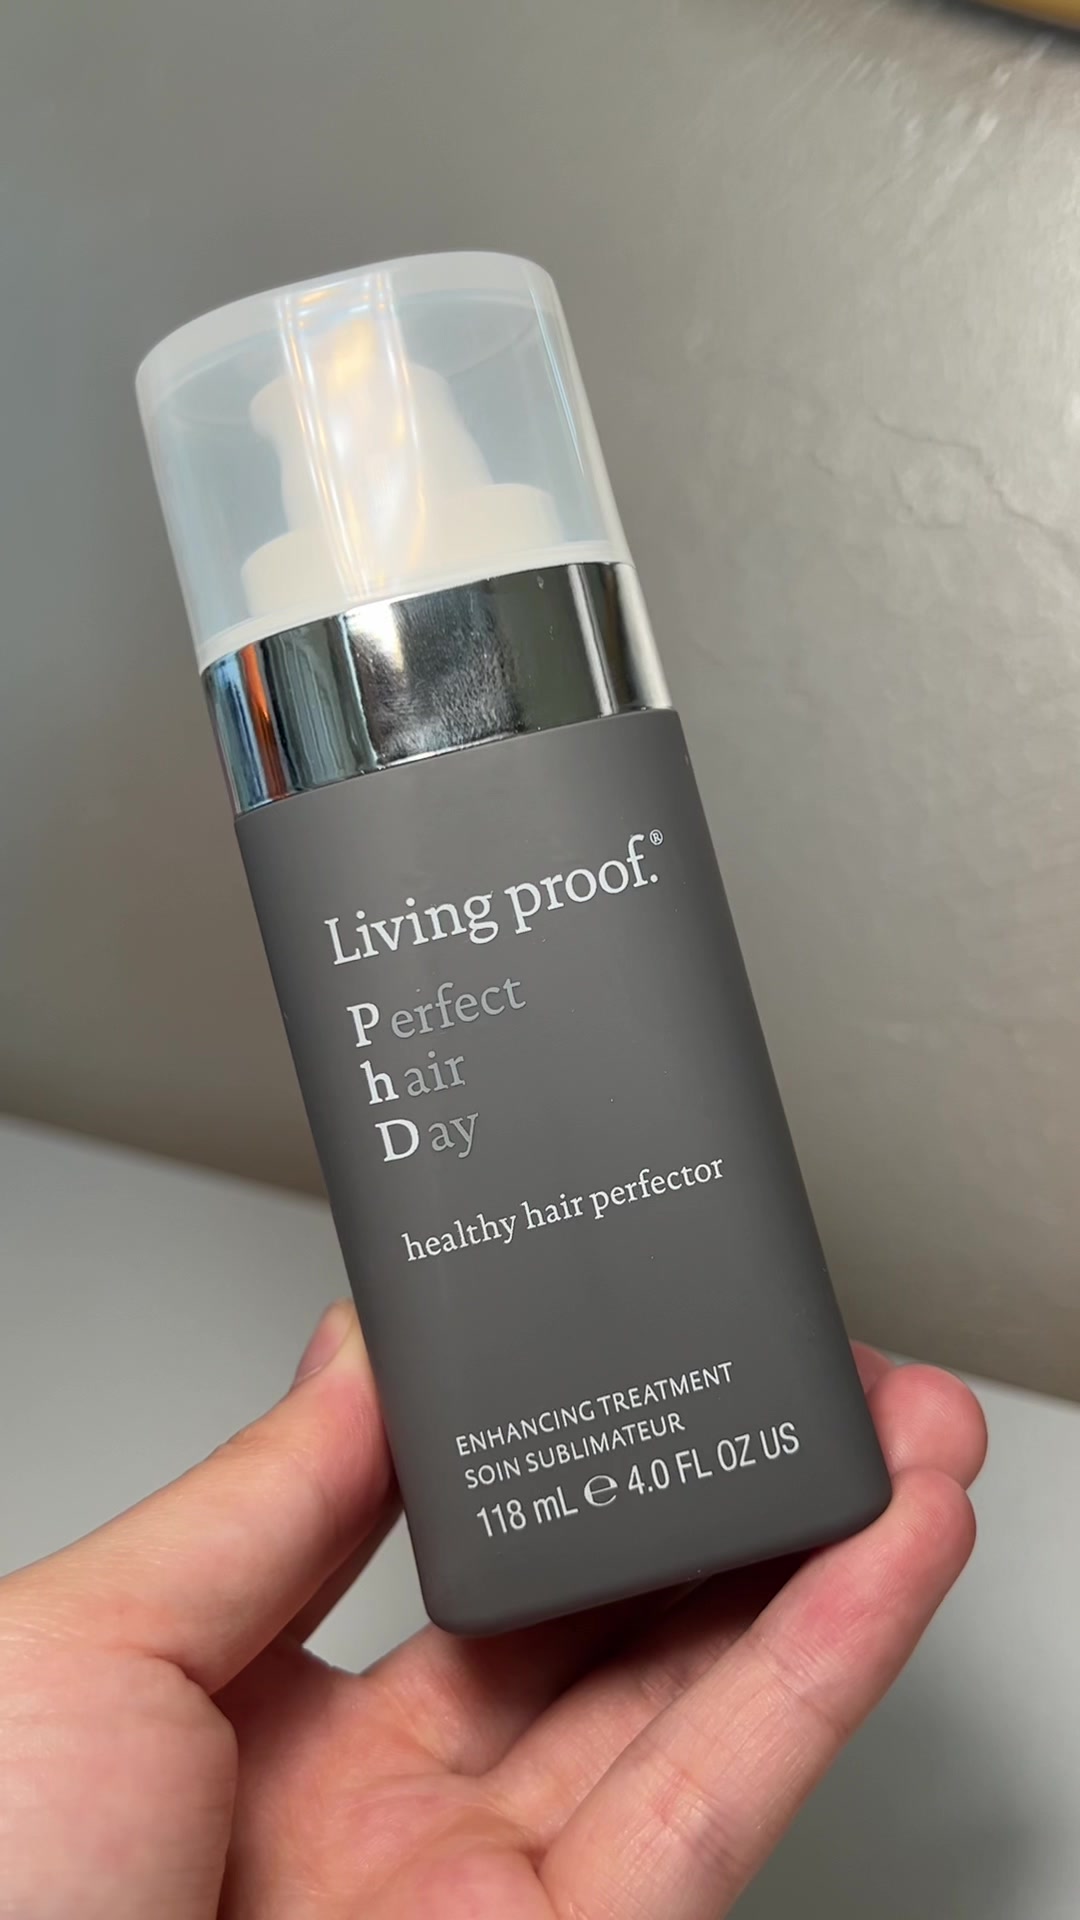 Living proof.®
Perfect
hair
Day
healthy hair perfector
ENHANCING TREATMENT
SOIN SUBLIMATEUR
118 mL ℮ 4.0 FL OZ US